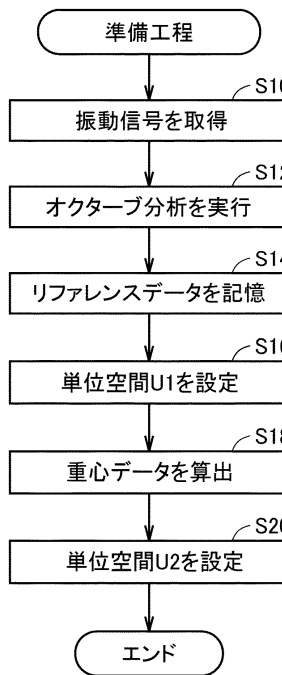 準備工程
S10
振動信号を取得
S12
オクターブ分析を実行
S14
リファレンスデータを記憶
S16
単位空間U1を設定
S18
重心データを算出
S20
単位空間U2を設定
エンド